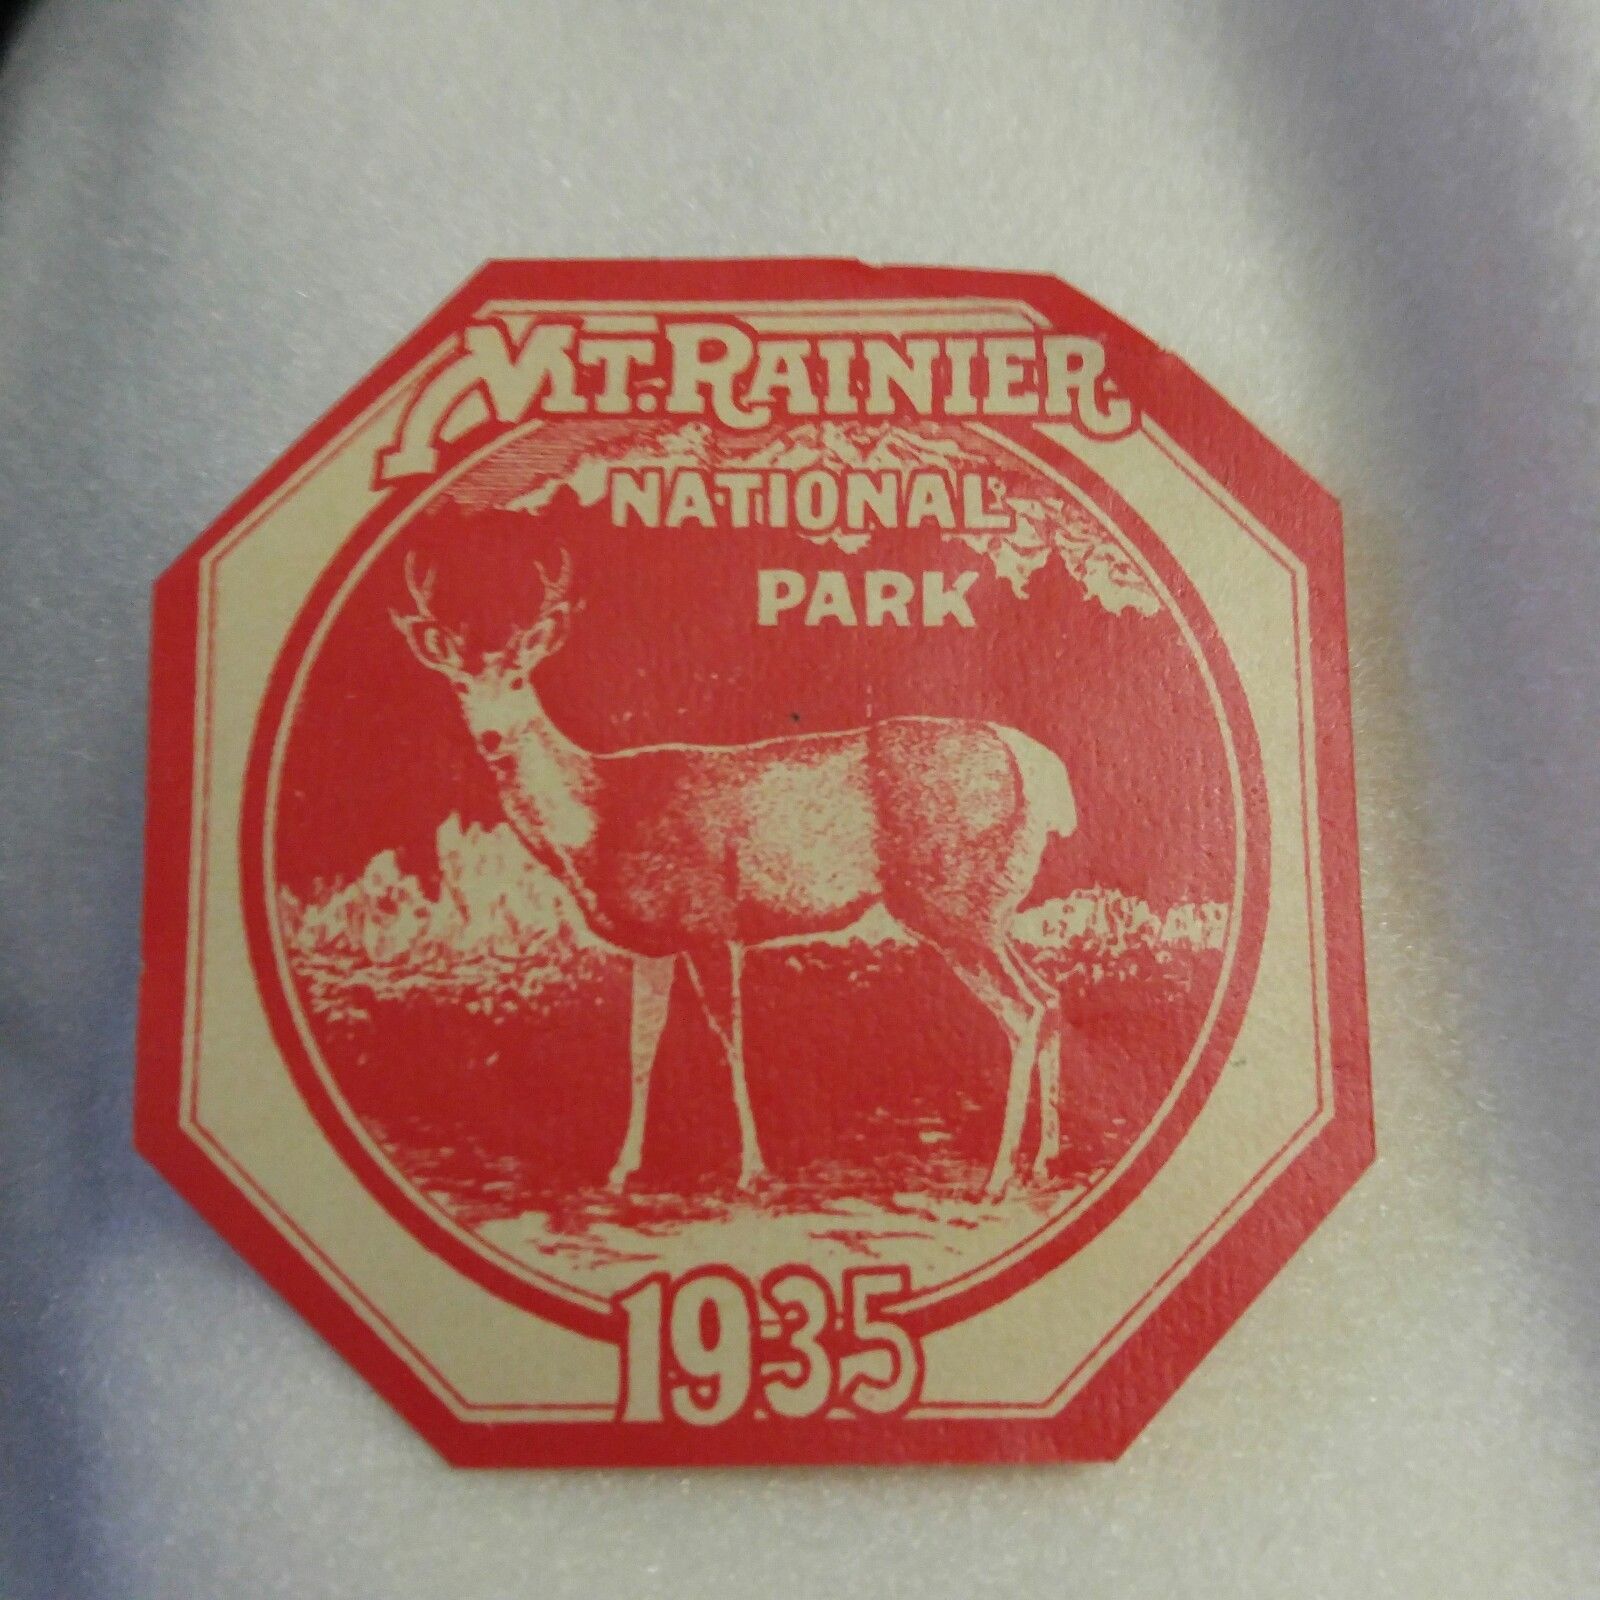 MT. RAINIER
NATIONAL
PARK
1935